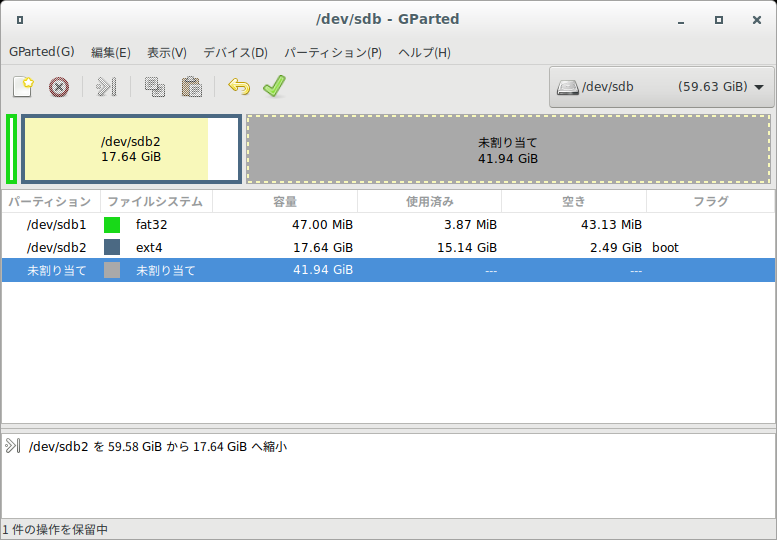 /dev/sdb - GParted
GParted(G) 編集(E) 表示(V) デバイス(D) パーティション(P) ヘルプ(H)
/dev/sdb (59.63 GiB)
/dev/sdb2
17.64 GiB
未割り当て
41.94 GiB
パーティション ファイルシステム 容量 使用済み 空き フラグ
/dev/sdb1 fat32 47.00 MiB 3.87 MiB 43.13 MiB
/dev/sdb2 ext4 17.64 GiB 15.14 GiB 2.49 GiB boot
未割り当て 未割り当て 41.94 GiB --- ---
/dev/sdb2 を 59.58 GiB から 17.64 GiB へ縮小
1 件の操作を保留中